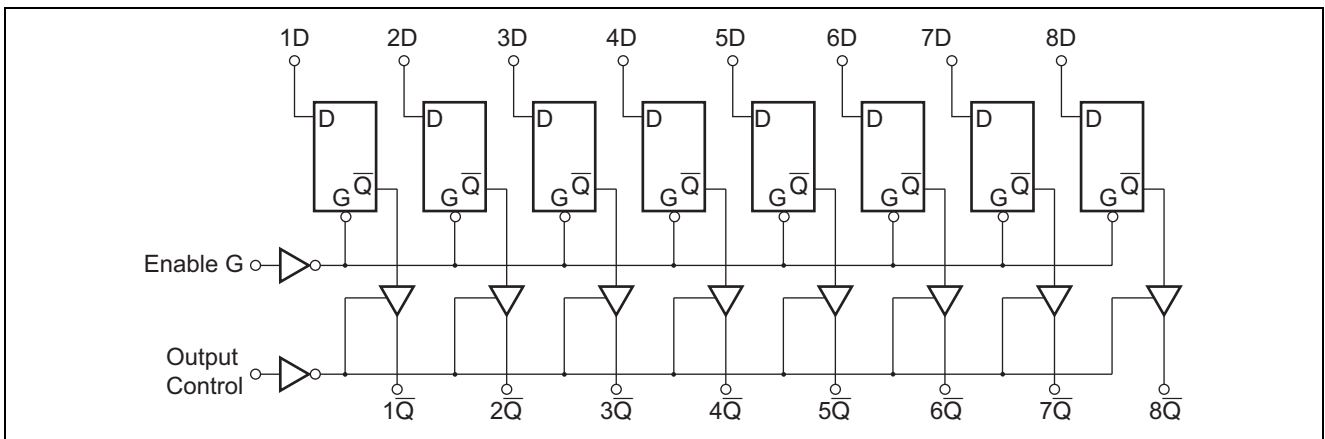 1D 2D 3D 4D 5D 6D 7D 8D
D D D D D D D D
Q̅ Q̅ Q̅ Q̅ Q̅ Q̅ Q̅ Q̅
G G G G G G G G
Enable G
Output
Control
1Q̅ 2Q̅ 3Q̅ 4Q̅ 5Q̅ 6Q̅ 7Q̅ 8Q̅